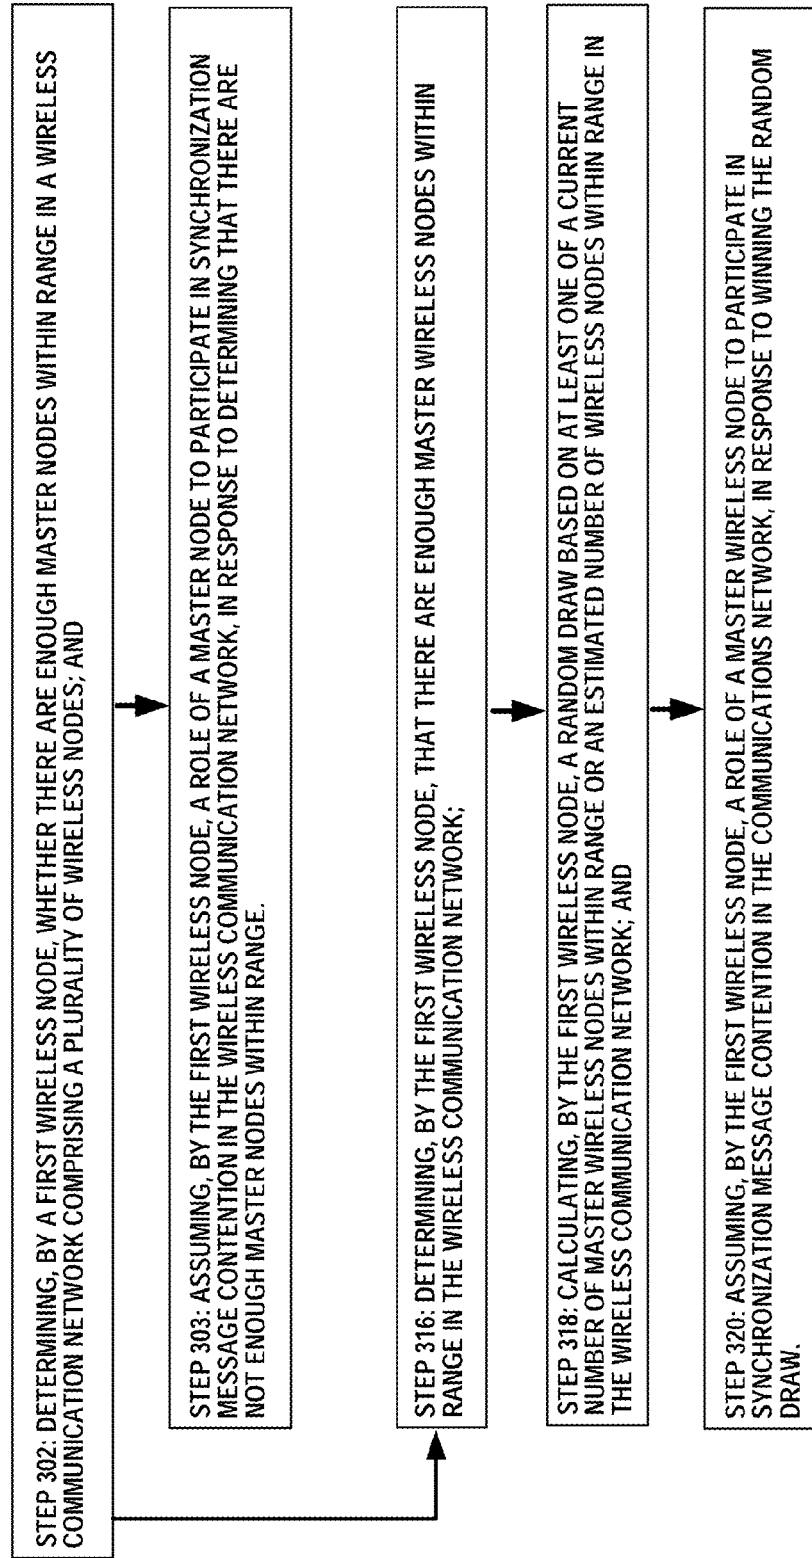 STEP 302: DETERMINING, BY A FIRST WIRELESS NODE, WHETHER THERE ARE ENOUGH MASTER NODES WITHIN RANGE IN A WIRELESS
COMMUNICATION NETWORK COMPRISING A PLURALITY OF WIRELESS NODES; AND
STEP 303: ASSUMING, BY THE FIRST WIRELESS NODE, A ROLE OF A MASTER NODE TO PARTICIPATE IN SYNCHRONIZATION
MESSAGE CONTENTION IN THE WIRELESS COMMUNICATION NETWORK, IN RESPONSE TO DETERMINING THAT THERE ARE
NOT ENOUGH MASTER NODES WITHIN RANGE.
STEP 316: DETERMINING, BY THE FIRST WIRELESS NODE, THAT THERE ARE ENOUGH MASTER WIRELESS NODES WITHIN
RANGE IN THE WIRELESS COMMUNICATION NETWORK;
STEP 318: CALCULATING, BY THE FIRST WIRELESS NODE, A RANDOM DRAW BASED ON AT LEAST ONE OF A CURRENT
NUMBER OF MASTER WIRELESS NODES WITHIN RANGE OR AN ESTIMATED NUMBER OF WIRELESS NODES WITHIN RANGE IN
THE WIRELESS COMMUNICATION NETWORK; AND
STEP 320: ASSUMING, BY THE FIRST WIRELESS NODE, A ROLE OF A MASTER WIRELESS NODE TO PARTICIPATE IN
SYNCHRONIZATION MESSAGE CONTENTION IN THE COMMUNICATIONS NETWORK, IN RESPONSE TO WINNING THE RANDOM
DRAW.